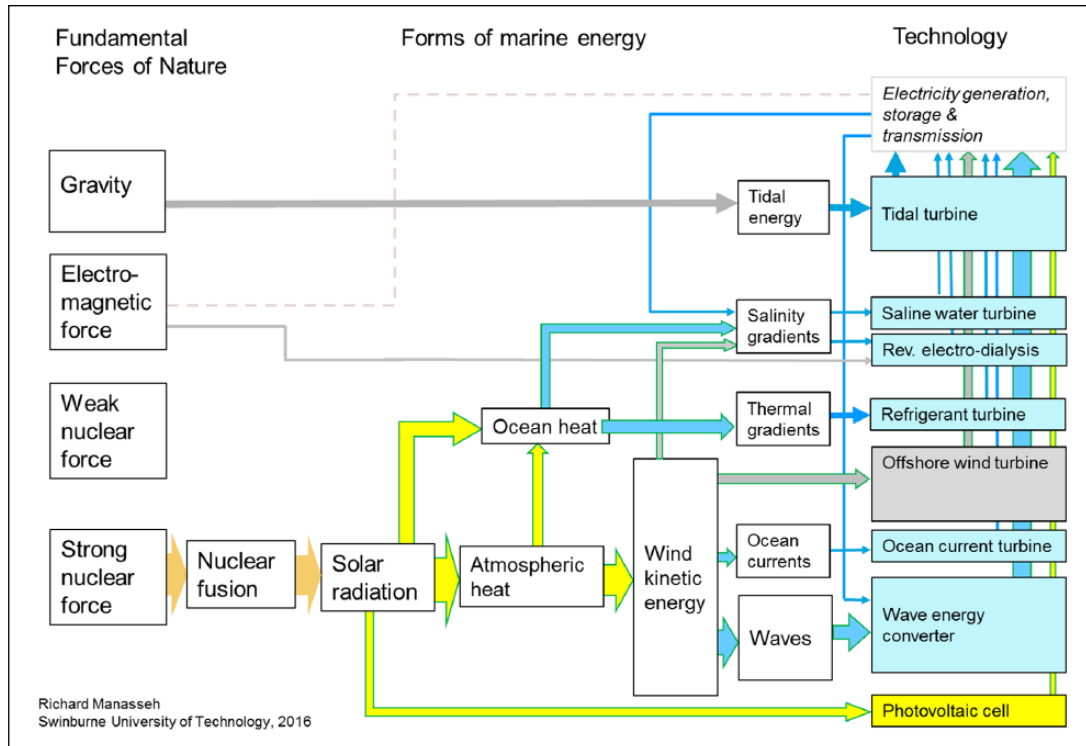 Fundamental
Forces of Nature
Forms of marine energy
Technology
Electricity generation,
storage &
transmission
Gravity
Tidal
energy
Tidal turbine
Electro-
magnetic
force
Salinity
gradients
Saline water turbine
Rev. electro-dialysis
Weak
nuclear
force
Ocean heat
Thermal
gradients
Refrigerant turbine
Offshore wind turbine
Strong
nuclear
force
Nuclear
fusion
Solar
radiation
Atmospheric
heat
Wind
kinetic
energy
Ocean
currents
Ocean current turbine
Waves
Wave energy
converter
Photovoltaic cell
Richard Manasseh
Swinburne University of Technology, 2016